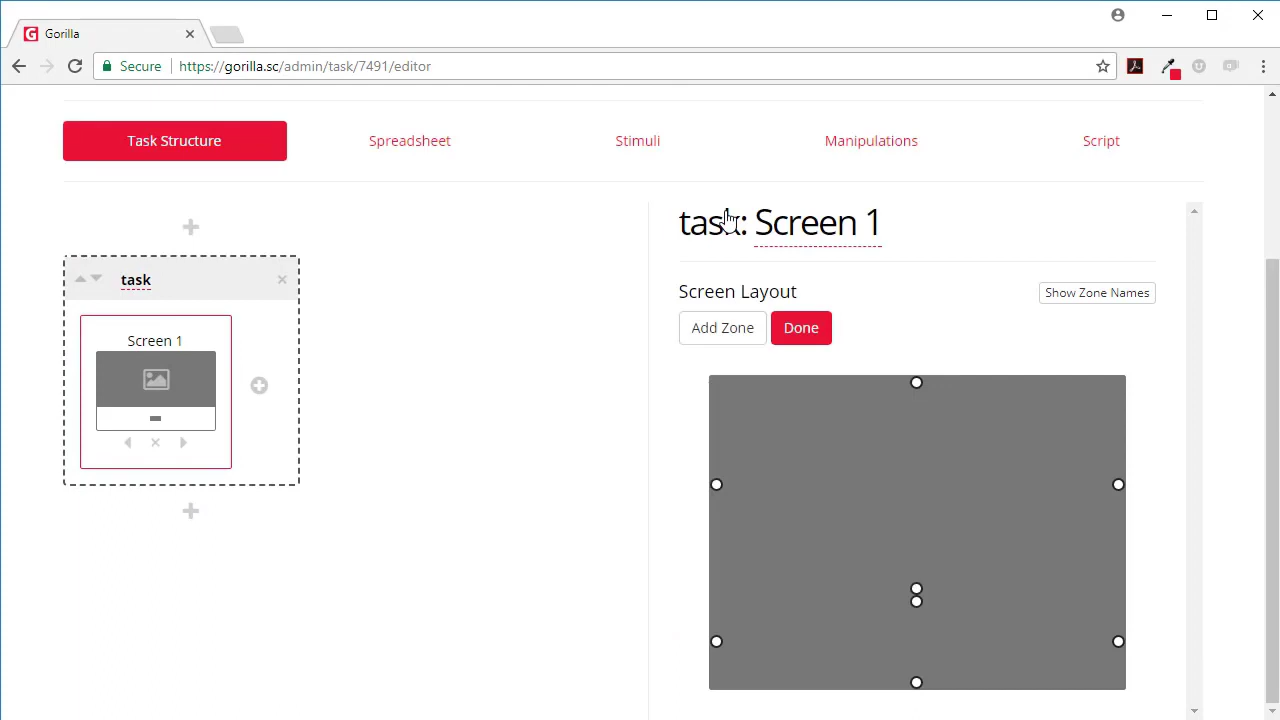 Gorilla
Secure https://gorilla.sc/admin/task/7491/editor
Task Structure
Spreadsheet
Stimuli
Manipulations
Script
task
Screen 1
task: Screen 1
Screen Layout
Show Zone Names
Add Zone
Done